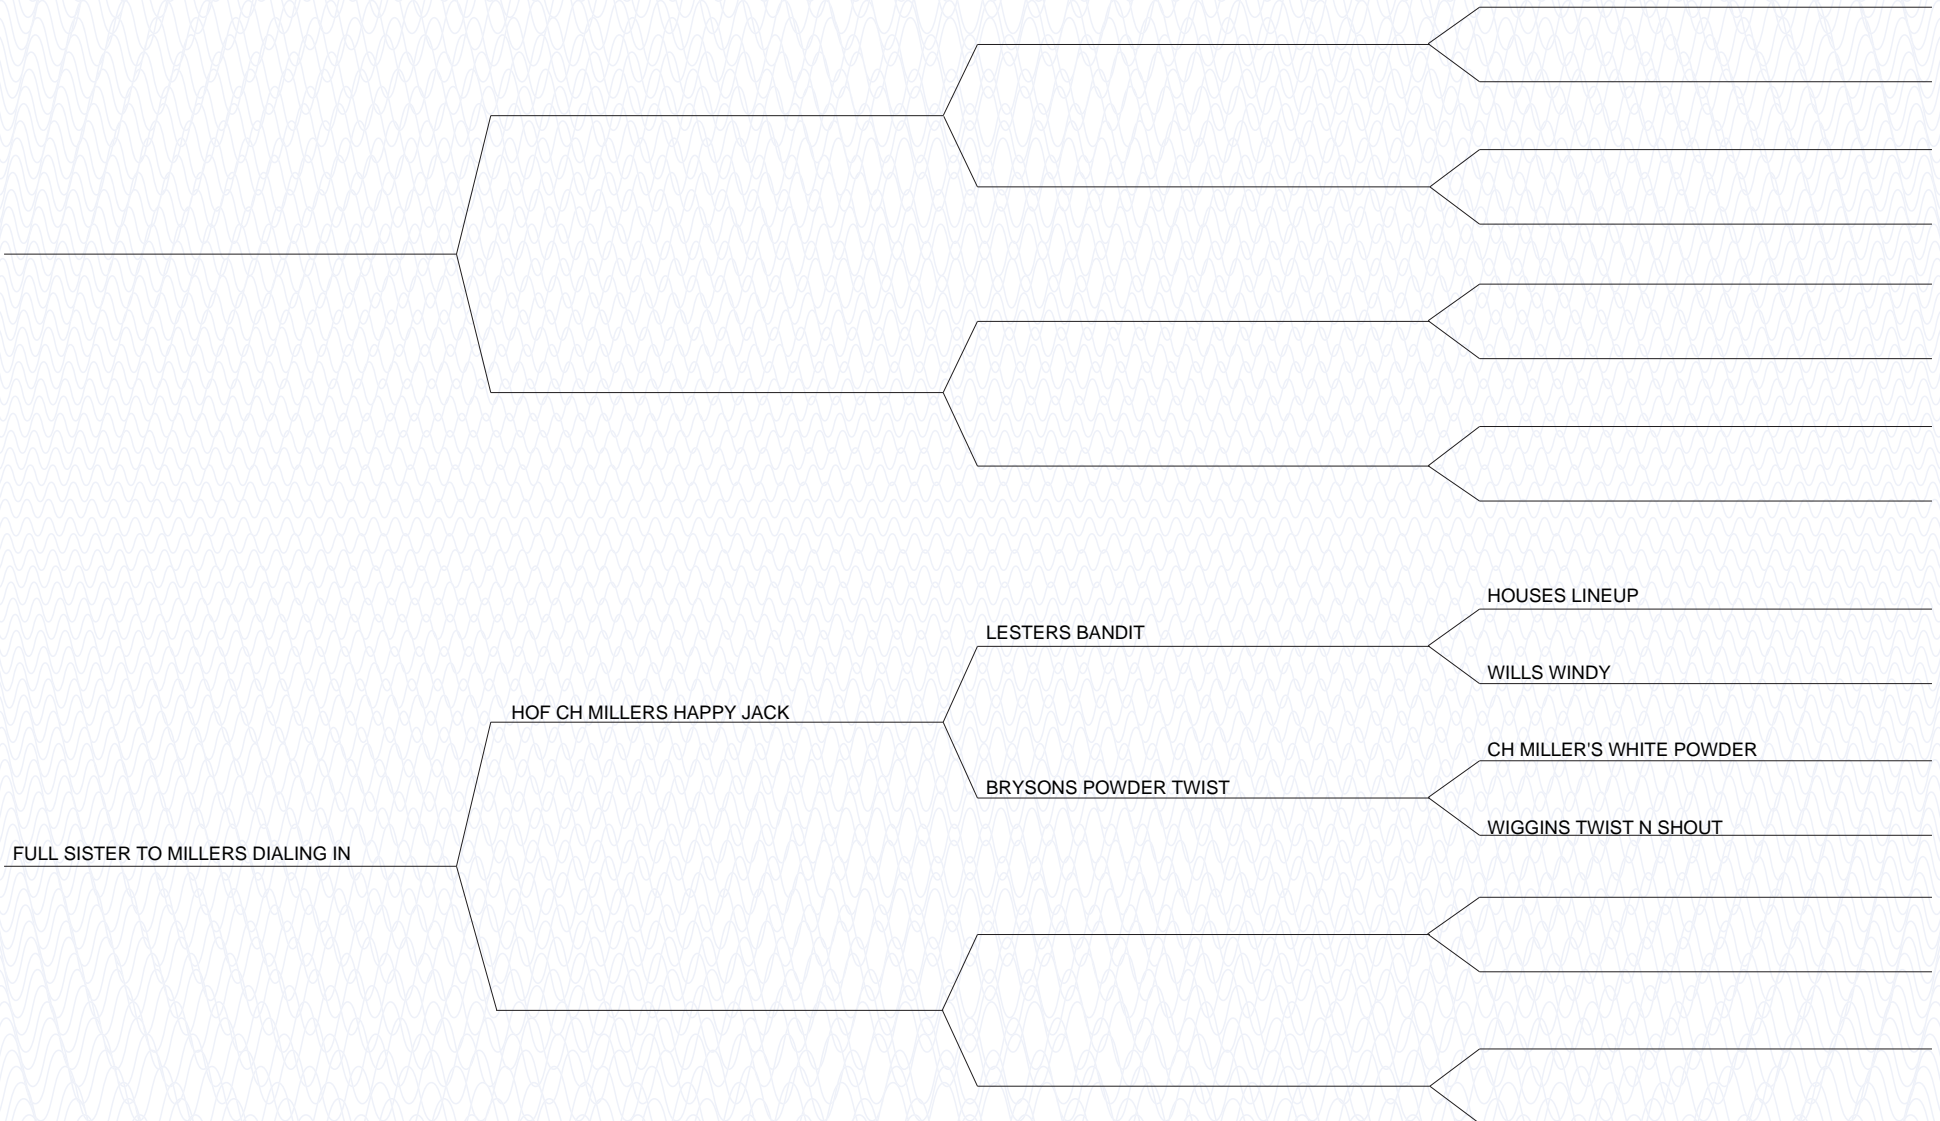 HOUSES LINEUP
LESTERS BANDIT
WILLS WINDY
HOF CH MILLERS HAPPY JACK
CH MILLER'S WHITE POWDER
BRYSONS POWDER TWIST
WIGGINS TWIST N SHOUT
FULL SISTER TO MILLERS DIALING IN